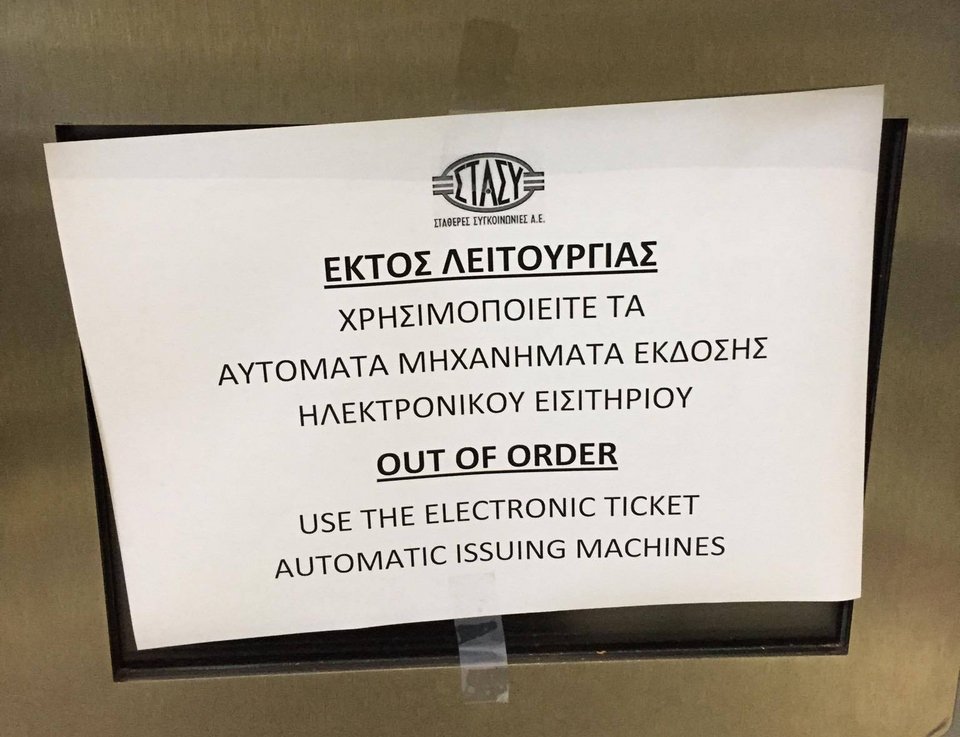 ΣΤΑΣΥ
ΣΤΑΘΕΡΕΣ ΣΥΓΚΟΙΝΩΝΙΕΣ Α.Ε.
ΕΚΤΟΣ ΛΕΙΤΟΥΡΓΙΑΣ
ΧΡΗΣΙΜΟΠΟΙΕΙΤΕ ΤΑ
ΑΥΤΟΜΑΤΑ ΜΗΧΑΝΗΜΑΤΑ ΕΚΔΟΣΗΣ
ΗΛΕΚΤΡΟΝΙΚΟΥ ΕΙΣΙΤΗΡΙΟΥ
OUT OF ORDER
USE THE ELECTRONIC TICKET
AUTOMATIC ISSUING MACHINES